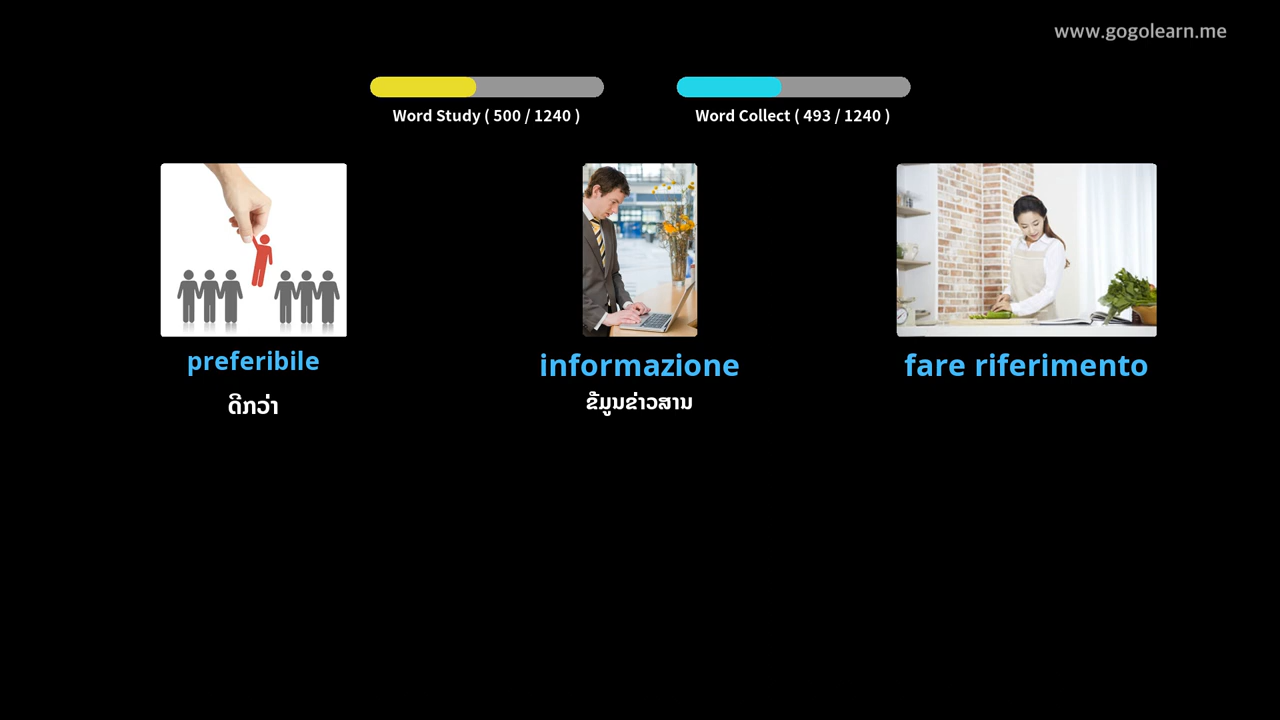 www.gogolearn.me
Word Study ( 500 / 1240 )
Word Collect ( 493 / 1240 )
preferibile
informazione
fare riferimento
ດີກວ່າ
ຂໍ້ມູນຂ່າວສານ